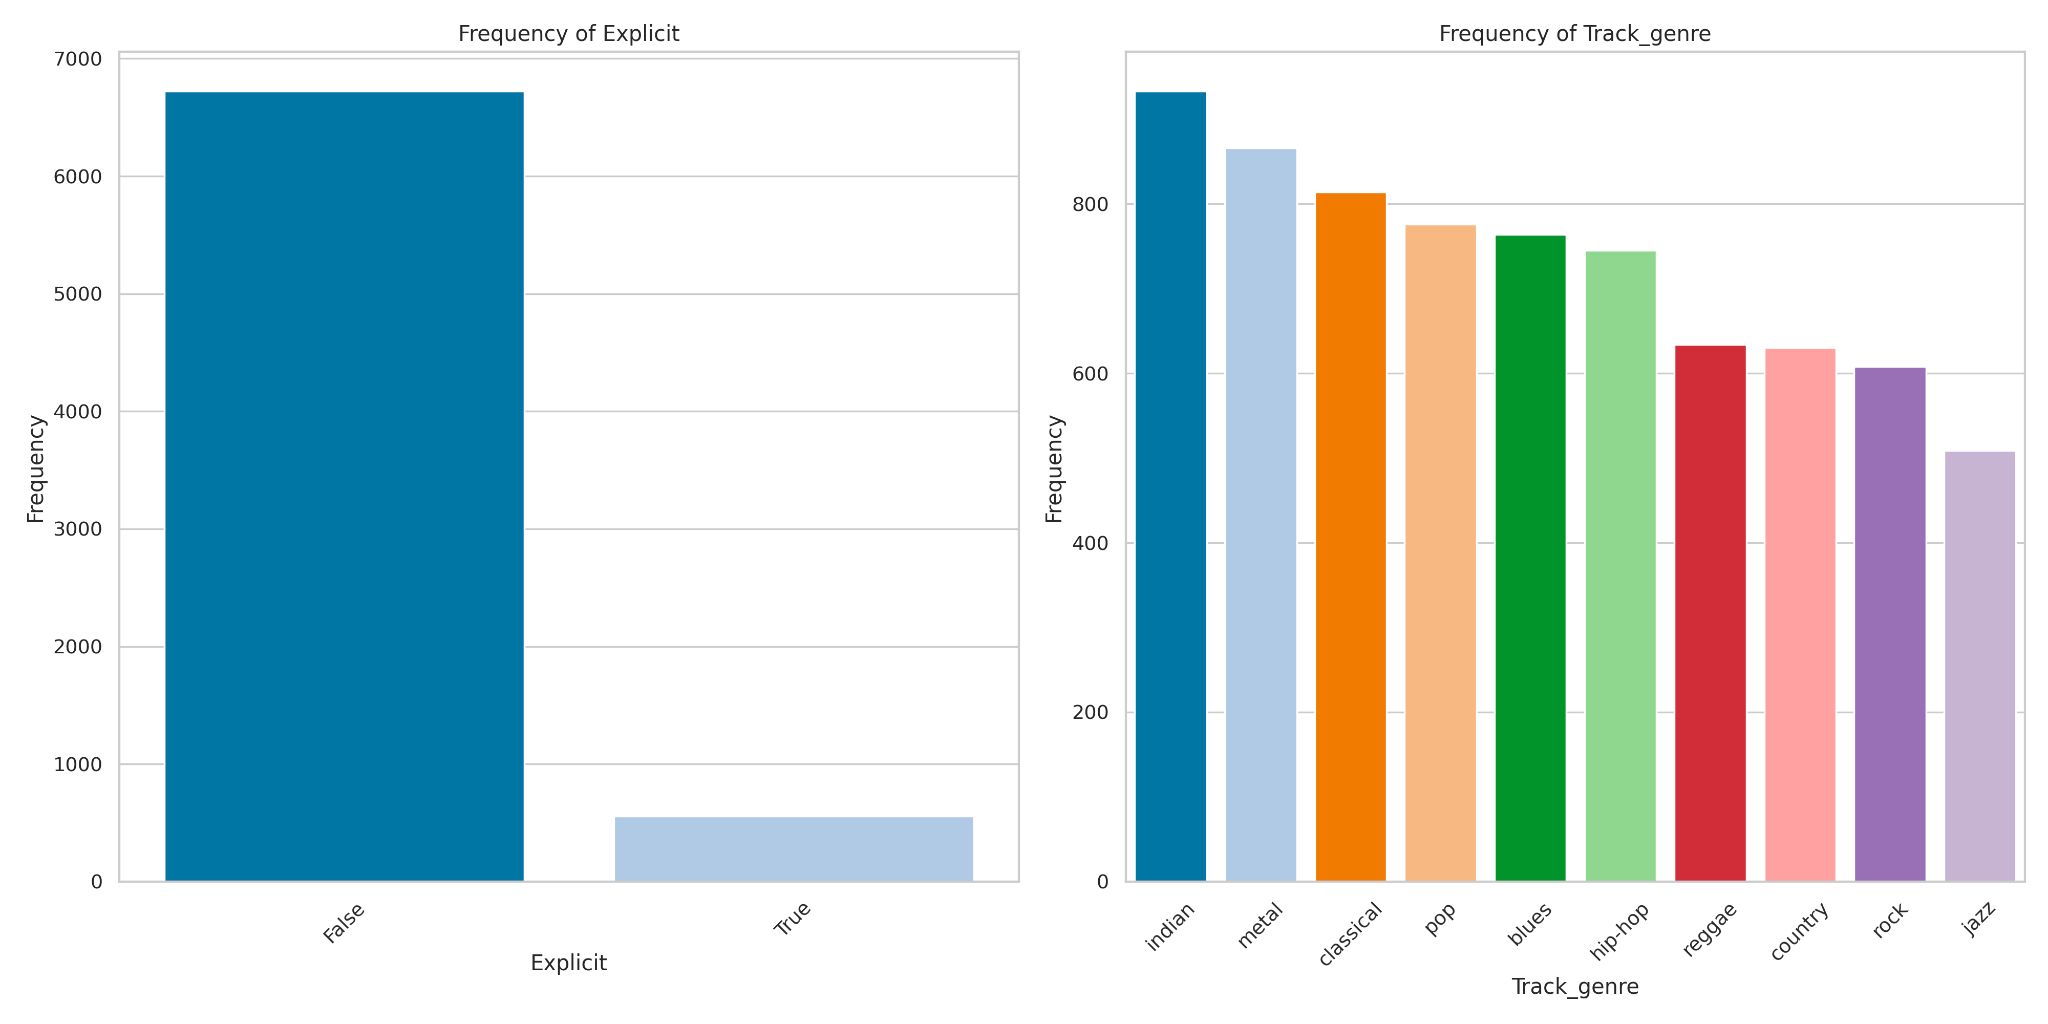 Frequency of Explicit
7000
6000
5000
4000
3000
2000
1000
0
Frequency
False
True
Explicit
Frequency of Track_genre
800
600
400
200
0
Frequency
indian
metal
classical
pop
blues
hip-hop
reggae
country
rock
jazz
Track_genre